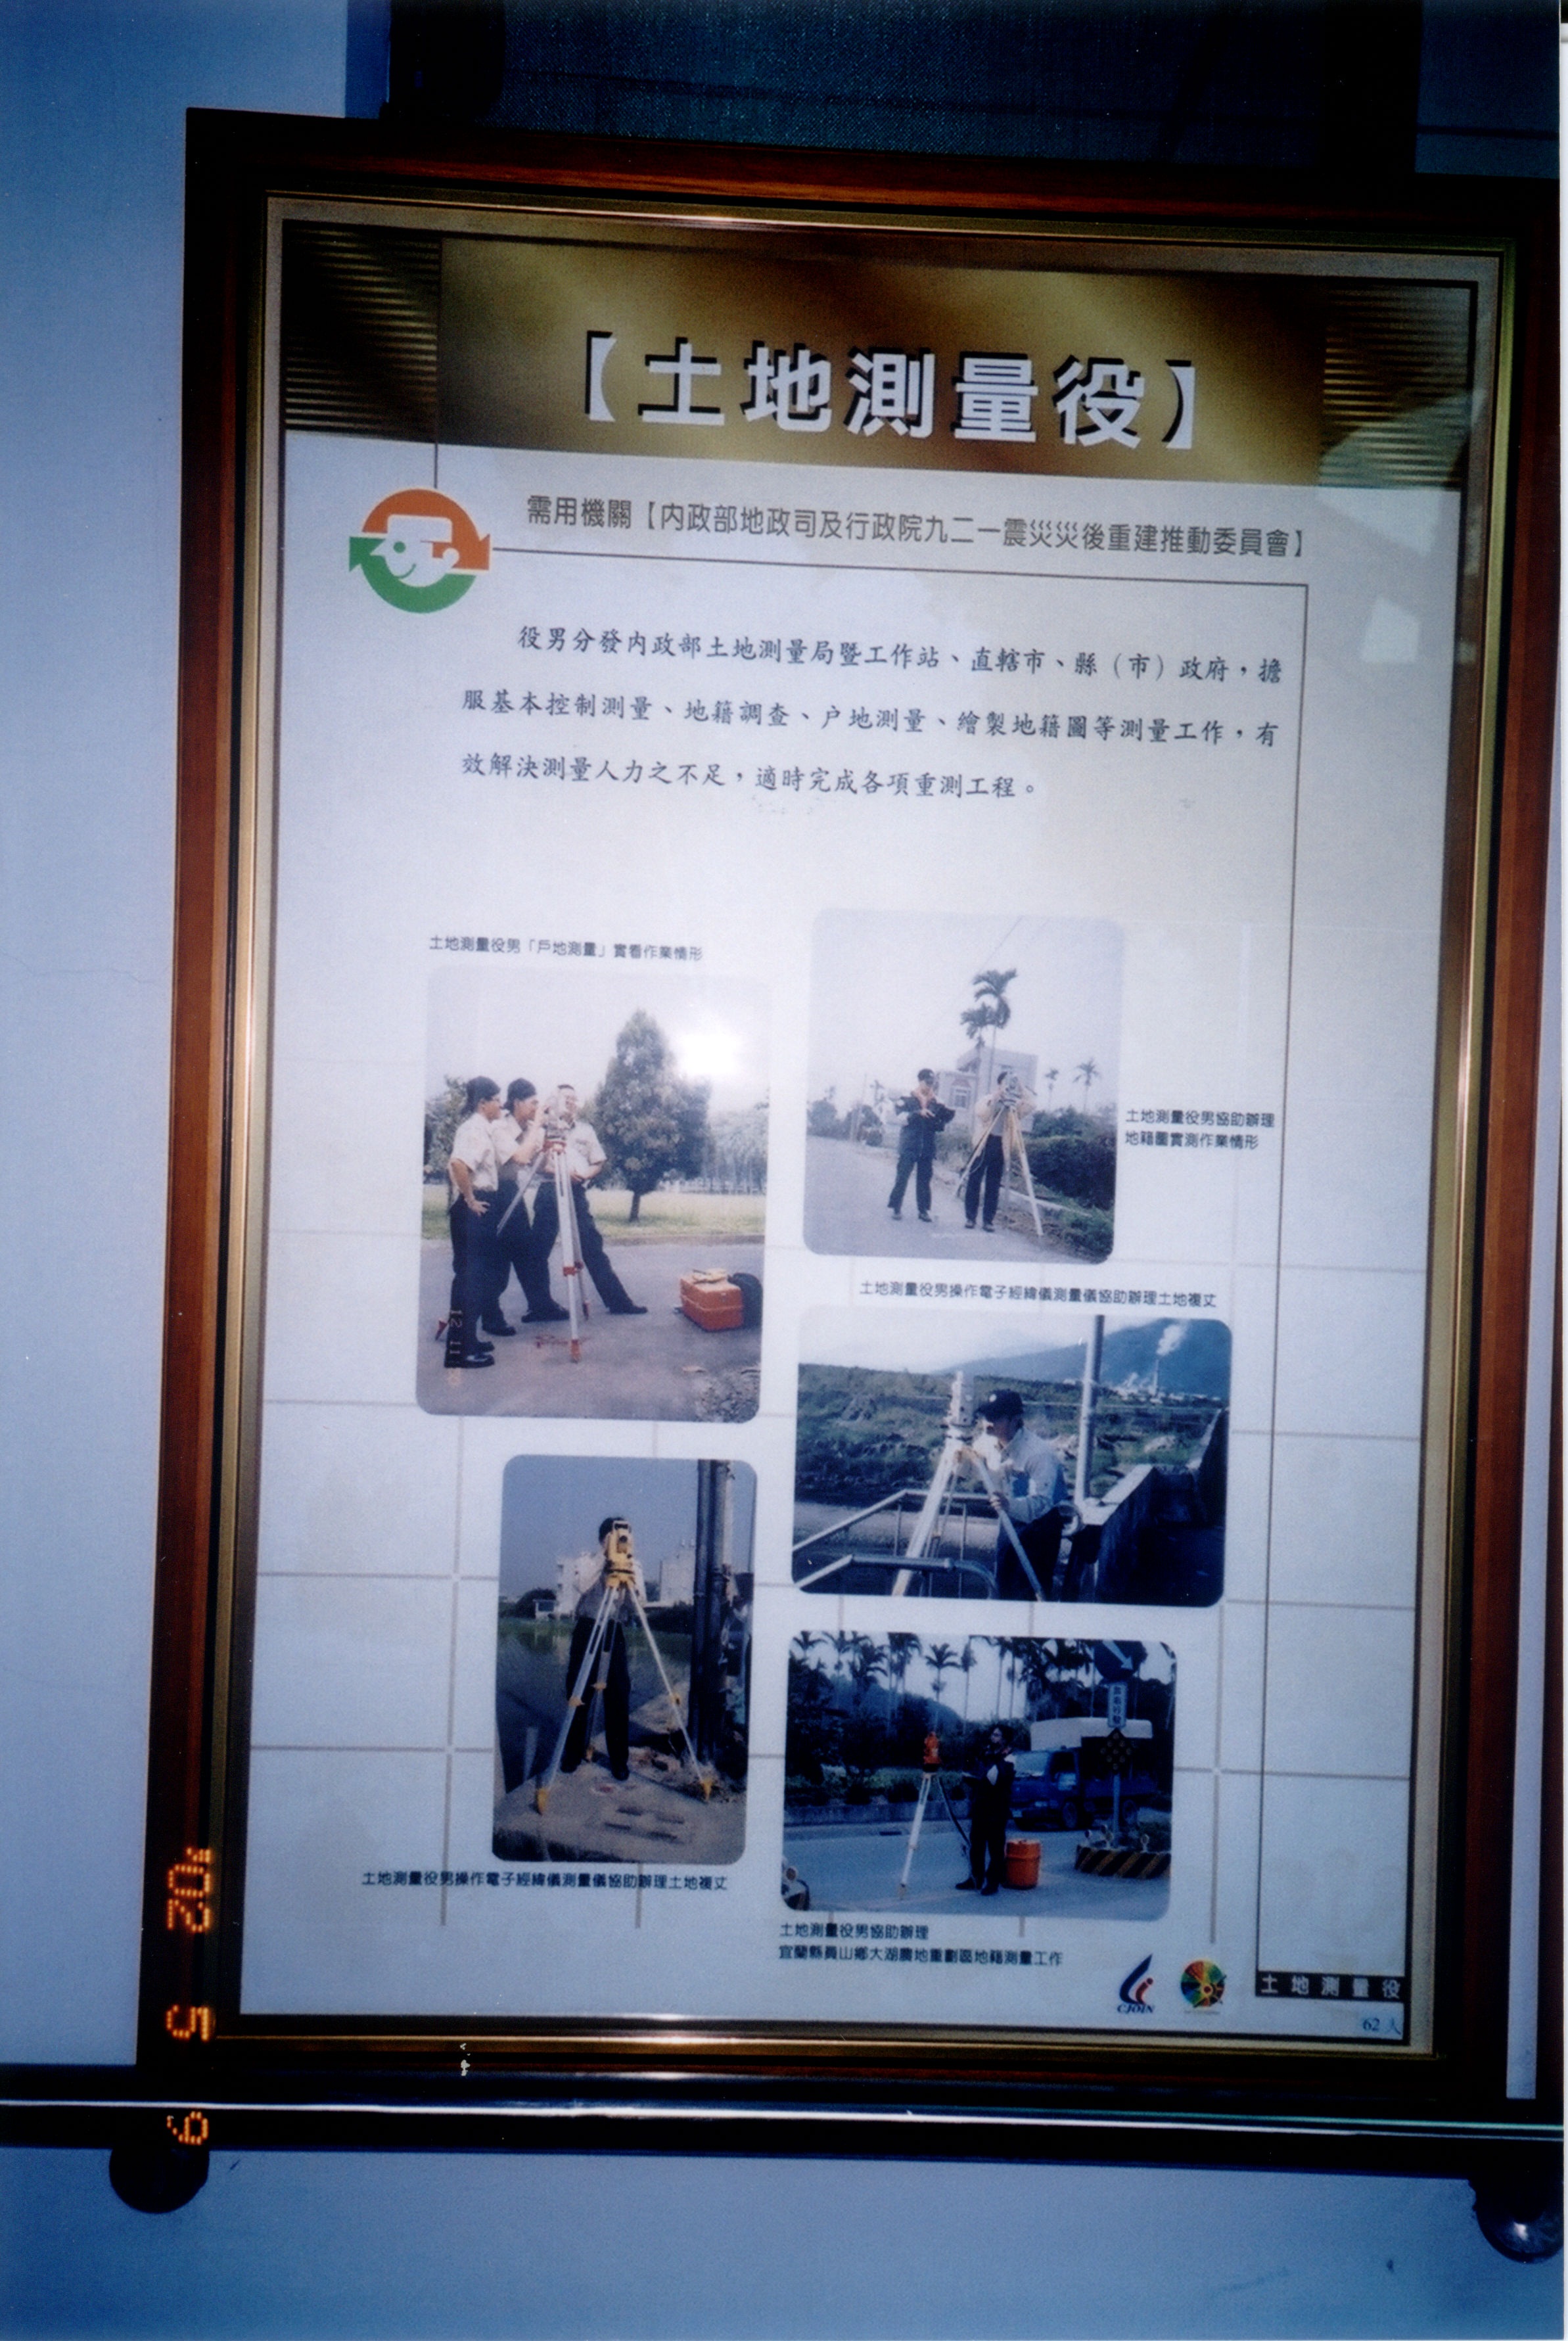 【土地測量役】
需用機關【內政部地政司及行政院九二一震災災後重建推動委員會】
役男分發內政部土地測量局暨工作站、直轄市、縣（市）政府，擔
服基本控制測量、地籍調查、戶地測量、繪製地籍圖等測量工作，有
效解決測量人力之不足，適時完成各項重測工程。
土地測量役男「戶地測量」實看作業情形
土地測量役男協助辦理
地籍圖實測作業情形
土地測量役男操作電子經緯儀測量儀協助辦理土地複丈
土地測量役男操作電子經緯儀測量儀協助辦理土地複丈
土地測量役男協助辦理
宜蘭縣員山鄉大湖農地重劃區地籍測量工作
CJOIN
土地測量役
62人
'02 5 9
12 11